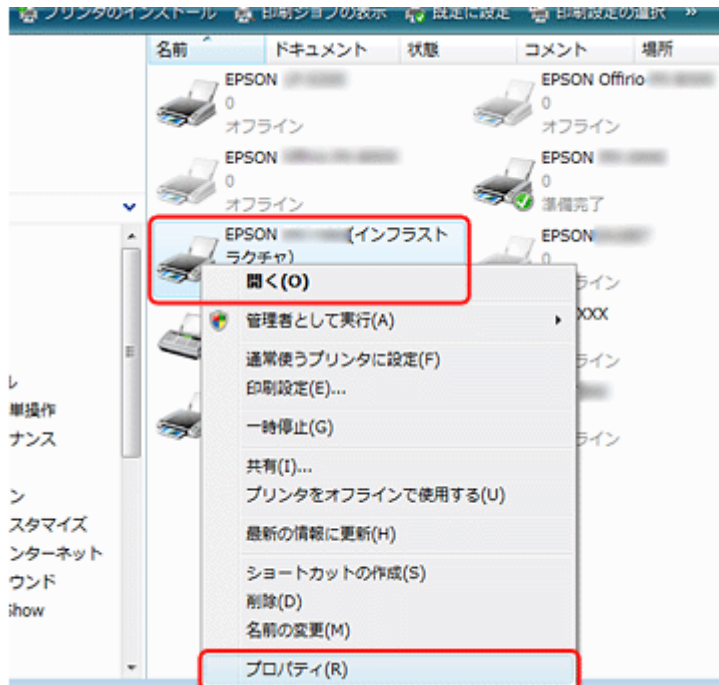 プリンタのインストール 印刷ジョブの表示 既定に設定 印刷設定の選択 »
名前 ドキュメント 状態 コメント 場所
EPSON
0
オフライン
EPSON Offirio
0
オフライン
EPSON
0
オフライン
EPSON
0
準備完了
EPSON (インフラスト
ラクチャ)
EPSON
0
ライン
XXX
ライン
ライン
開く(O)
管理者として実行(A)
通常使うプリンタに設定(F)
印刷設定(E)...
一時停止(G)
共有(I)...
プリンタをオフラインで使用する(U)
最新の情報に更新(H)
ショートカットの作成(S)
削除(D)
名前の変更(M)
プロパティ(R)
ル
単操作
ナンス
ン
スタマイズ
ンターネット
ウンド
Show